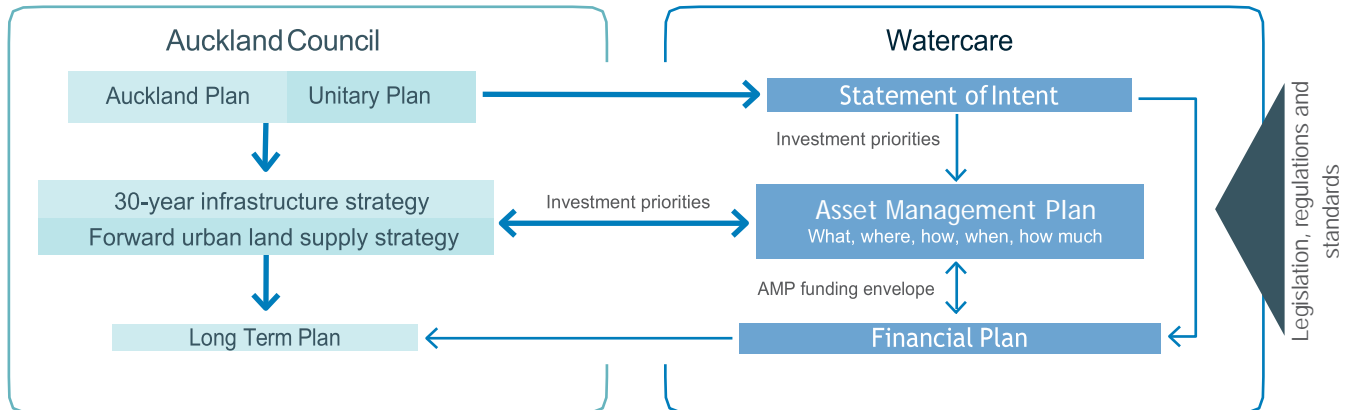 Auckland Council
Auckland Plan
Unitary Plan
30-year infrastructure strategy
Forward urban land supply strategy
Long Term Plan
Investment priorities
Watercare
Statement of Intent
Investment priorities
Asset Management Plan
What, where, how, when, how much
AMP funding envelope
Financial Plan
Legislation, regulations and
standards